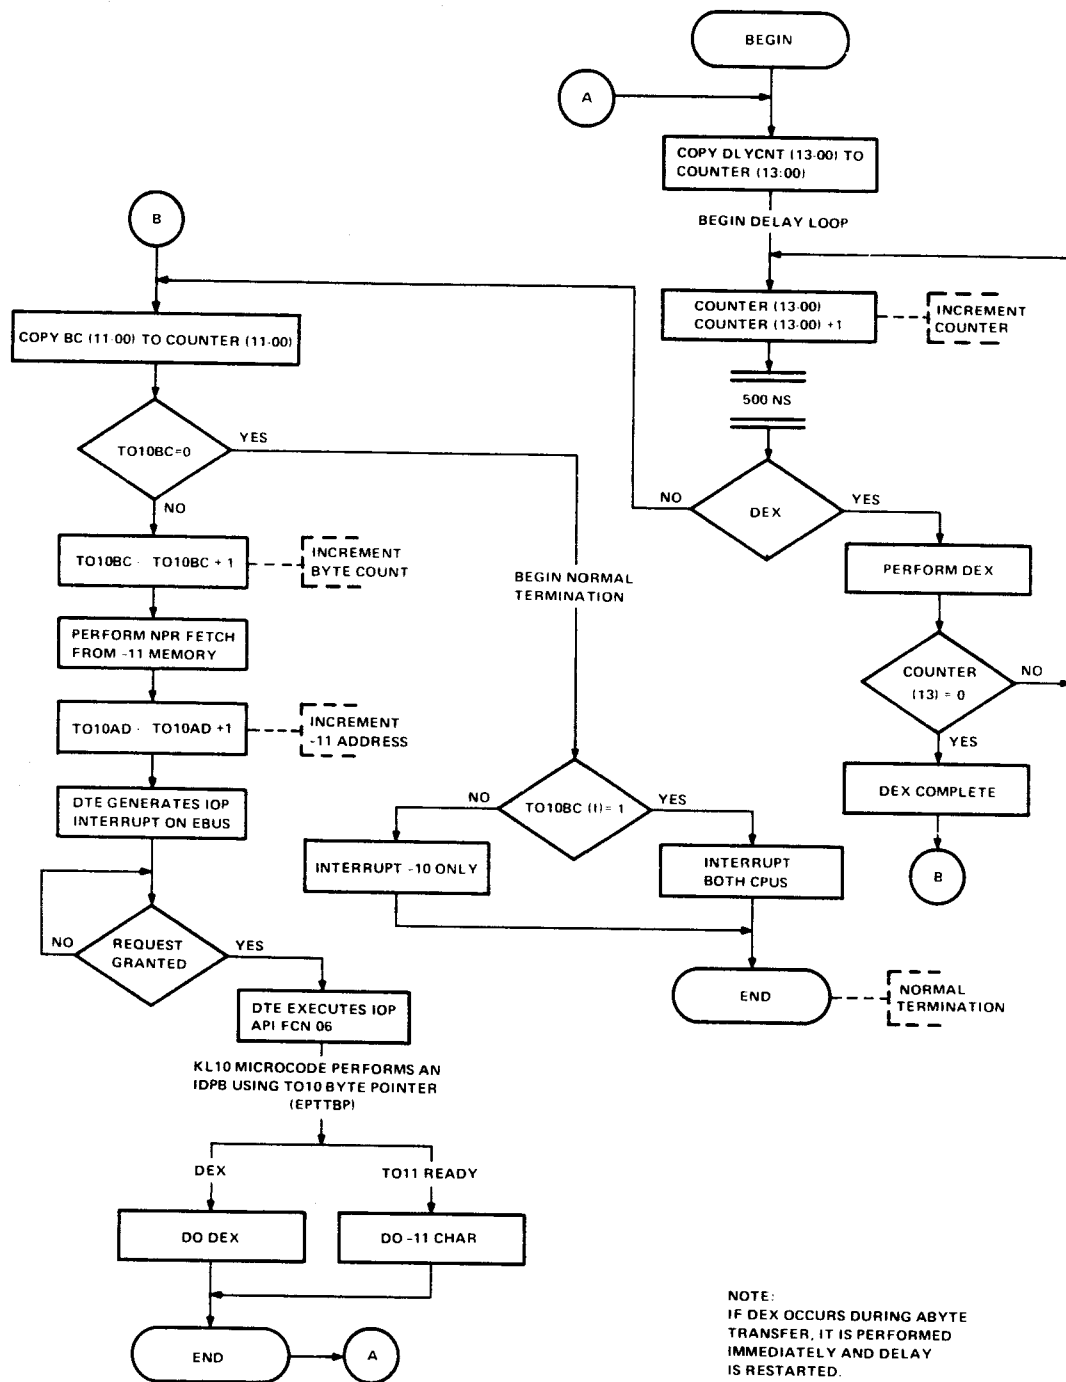 BEGIN
A
COPY DLYCNT (13-00) TO
COUNTER (13:00)
BEGIN DELAY LOOP
COUNTER (13-00)
COUNTER (13-00) +1
INCREMENT
COUNTER
500 NS
DEX
NO
YES
PERFORM DEX
COUNTER
(13) = 0
NO
YES
DEX COMPLETE
B
B
COPY BC (11-00) TO COUNTER (11-00)
TO10BC=0
YES
NO
TO10BC - TO10BC + 1
INCREMENT
BYTE COUNT
PERFORM NPR FETCH
FROM -11 MEMORY
TO10AD - TO10AD +1
INCREMENT
-11 ADDRESS
DTE GENERATES IOP
INTERRUPT ON EBUS
REQUEST
GRANTED
NO
YES
DTE EXECUTES IOP
API FCN 06
KL10 MICROCODE PERFORMS AN
IDPB USING TO10 BYTE POINTER
(EPTTBP)
DEX
TO11 READY
DO DEX
DO -11 CHAR
END
A
BEGIN NORMAL
TERMINATION
TO10BC (I) = 1
NO
YES
INTERRUPT -10 ONLY
INTERRUPT
BOTH CPUS
END
NORMAL
TERMINATION
NOTE:
IF DEX OCCURS DURING ABYTE
TRANSFER, IT IS PERFORMED
IMMEDIATELY AND DELAY
IS RESTARTED.